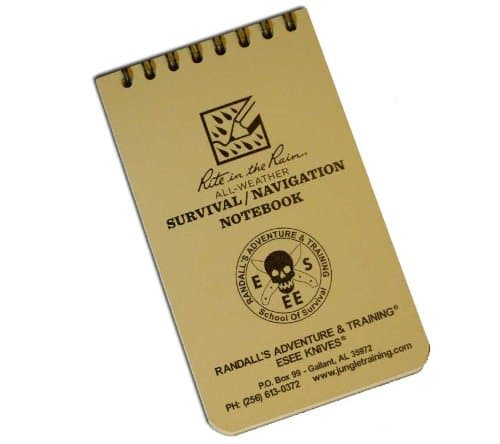 Rite in the Rain.
ALL-WEATHER
SURVIVAL/NAVIGATION
NOTEBOOK
RANDALL'S ADVENTURE & TRAINING
E S
EE
School Of Survival
RANDALL'S ADVENTURE & TRAINING®
ESEE KNIVES®
P.O. Box 99 - Gallant, AL 35972
PH: (256) 613-0372 www.jungletraining.com